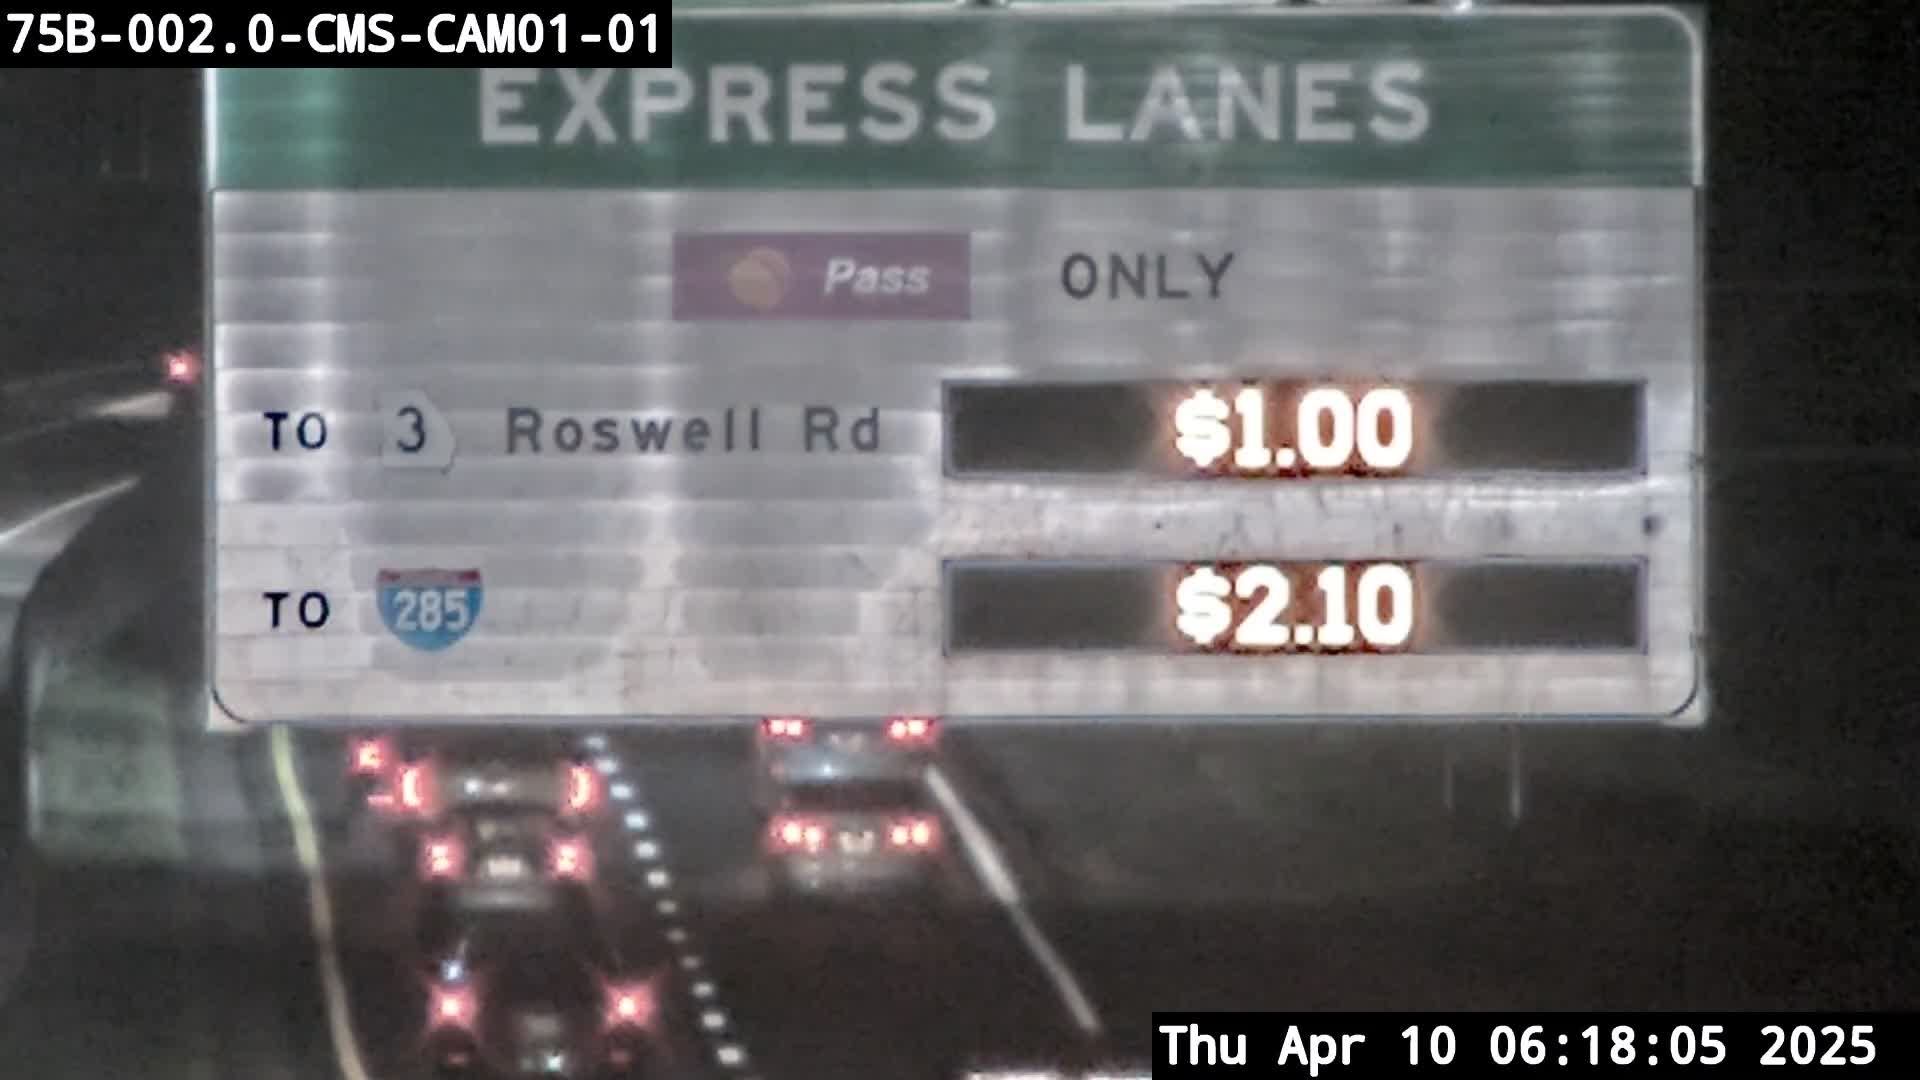 75B-002.0-CMS-CAM01-01
EXPRESS LANES
Pass ONLY
TO 3 Roswell Rd $1.00
TO 285 $2.10
Thu Apr 10 06:18:05 2025